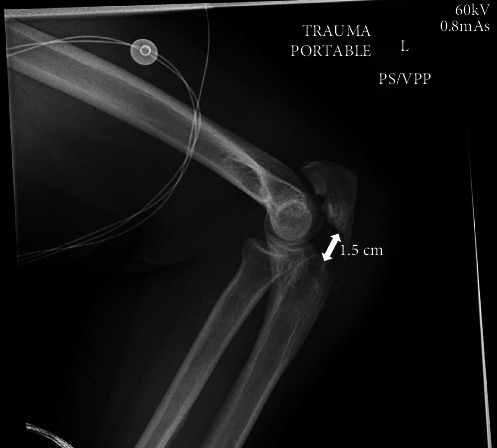 60kV
0.8mAs
TRAUMA
PORTABLE
L
PS/VPP
1.5 cm